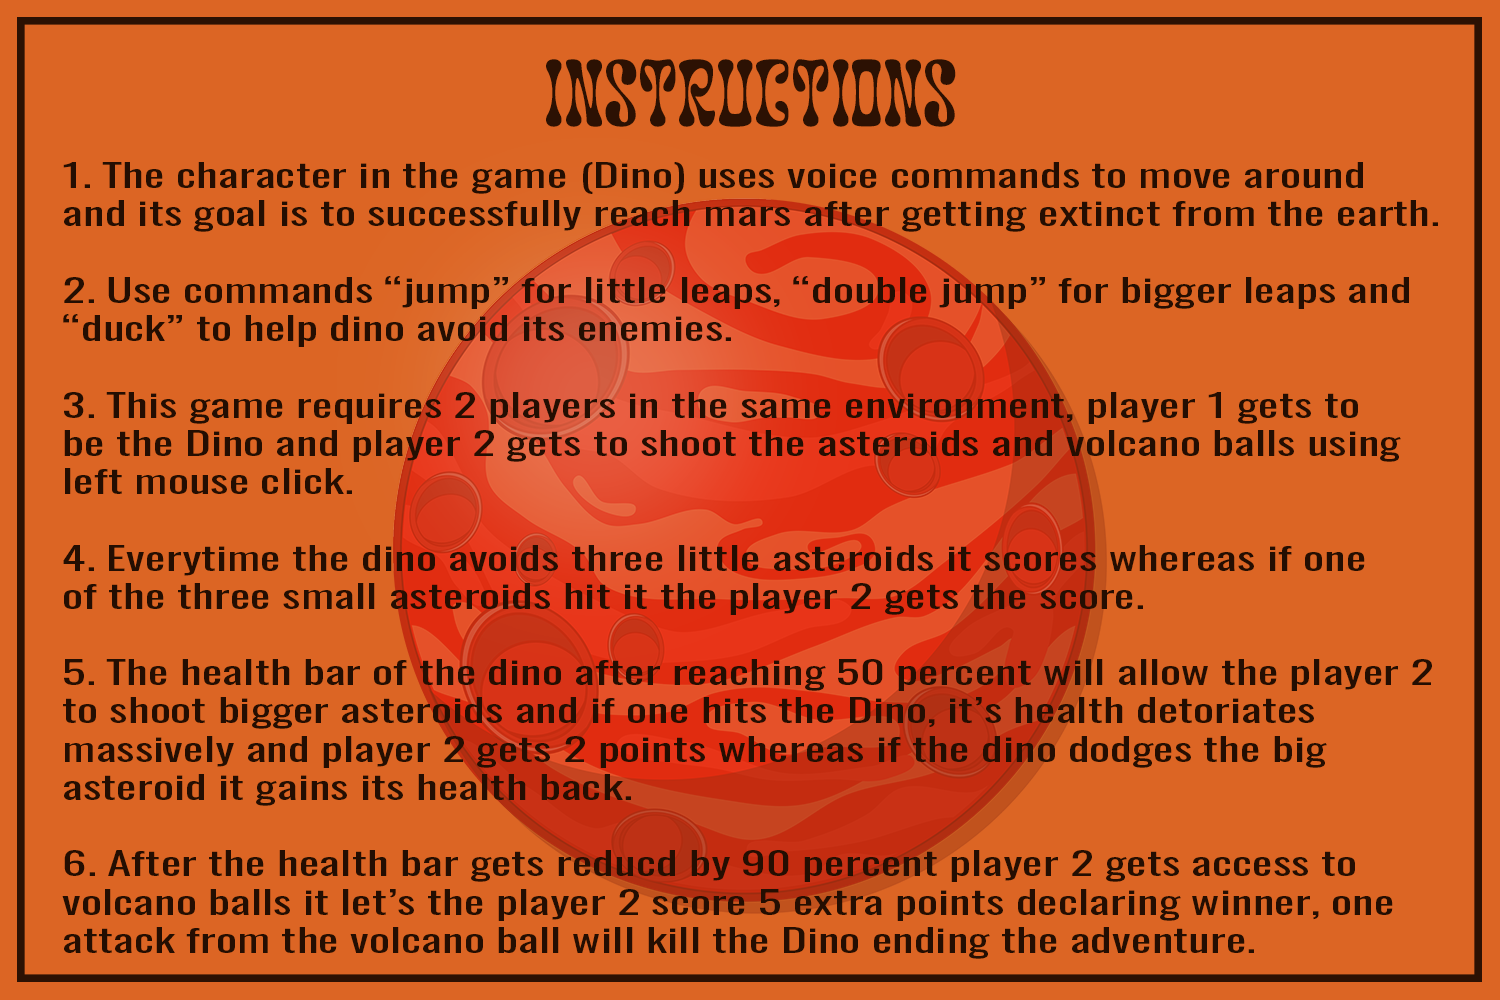 INSTRUCTIONS
1. The character in the game (Dino) uses voice commands to move around
and its goal is to successfully reach mars after getting extinct from the earth.
2. Use commands “jump” for little leaps, “double jump” for bigger leaps and
“duck” to help dino avoid its enemies.
3. This game requires 2 players in the same environment, player 1 gets to
be the Dino and player 2 gets to shoot the asteroids and volcano balls using
left mouse click.
4. Everytime the dino avoids three little asteroids it scores whereas if one
of the three small asteroids hit it the player 2 gets the score.
5. The health bar of the dino after reaching 50 percent will allow the player 2
to shoot bigger asteroids and if one hits the Dino, it’s health detoriates
massively and player 2 gets 2 points whereas if the dino dodges the big
asteroid it gains its health back.
6. After the health bar gets reducd by 90 percent player 2 gets access to
volcano balls it let’s the player 2 score 5 extra points declaring winner, one
attack from the volcano ball will kill the Dino ending the adventure.